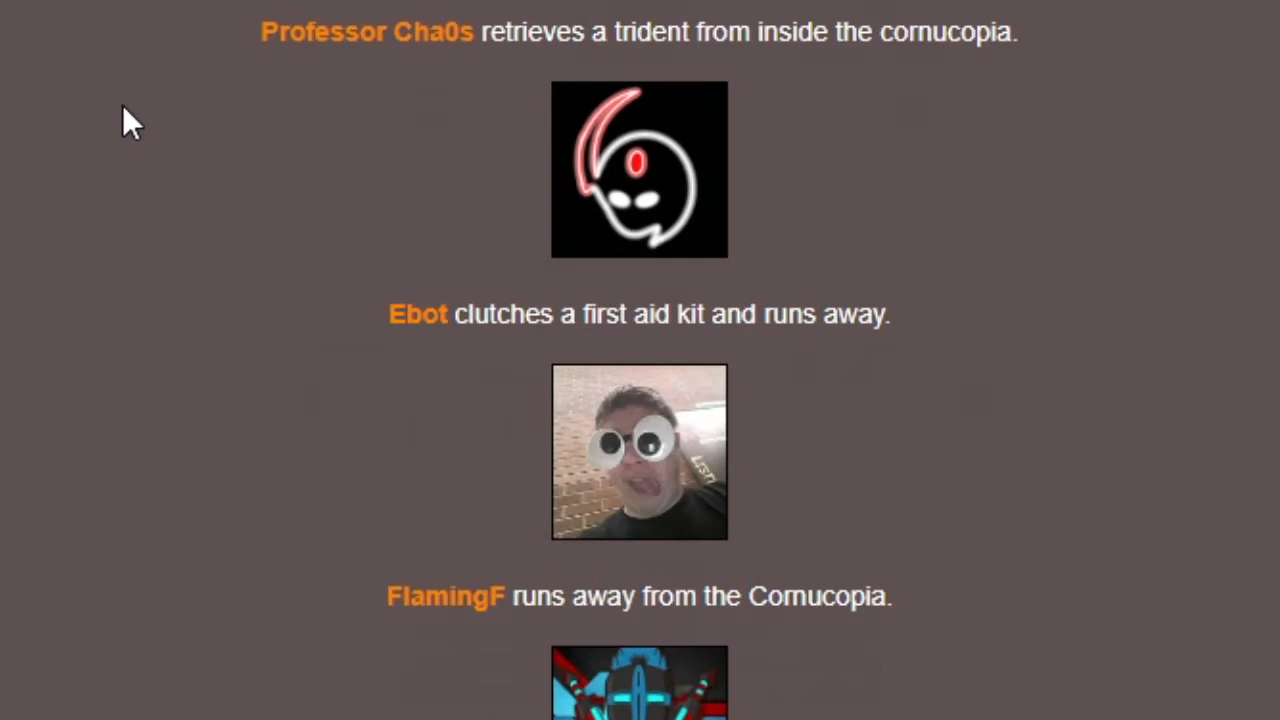 Professor Cha0s retrieves a trident from inside the cornucopia.
Ebot clutches a first aid kit and runs away.
FlamingF runs away from the Cornucopia.